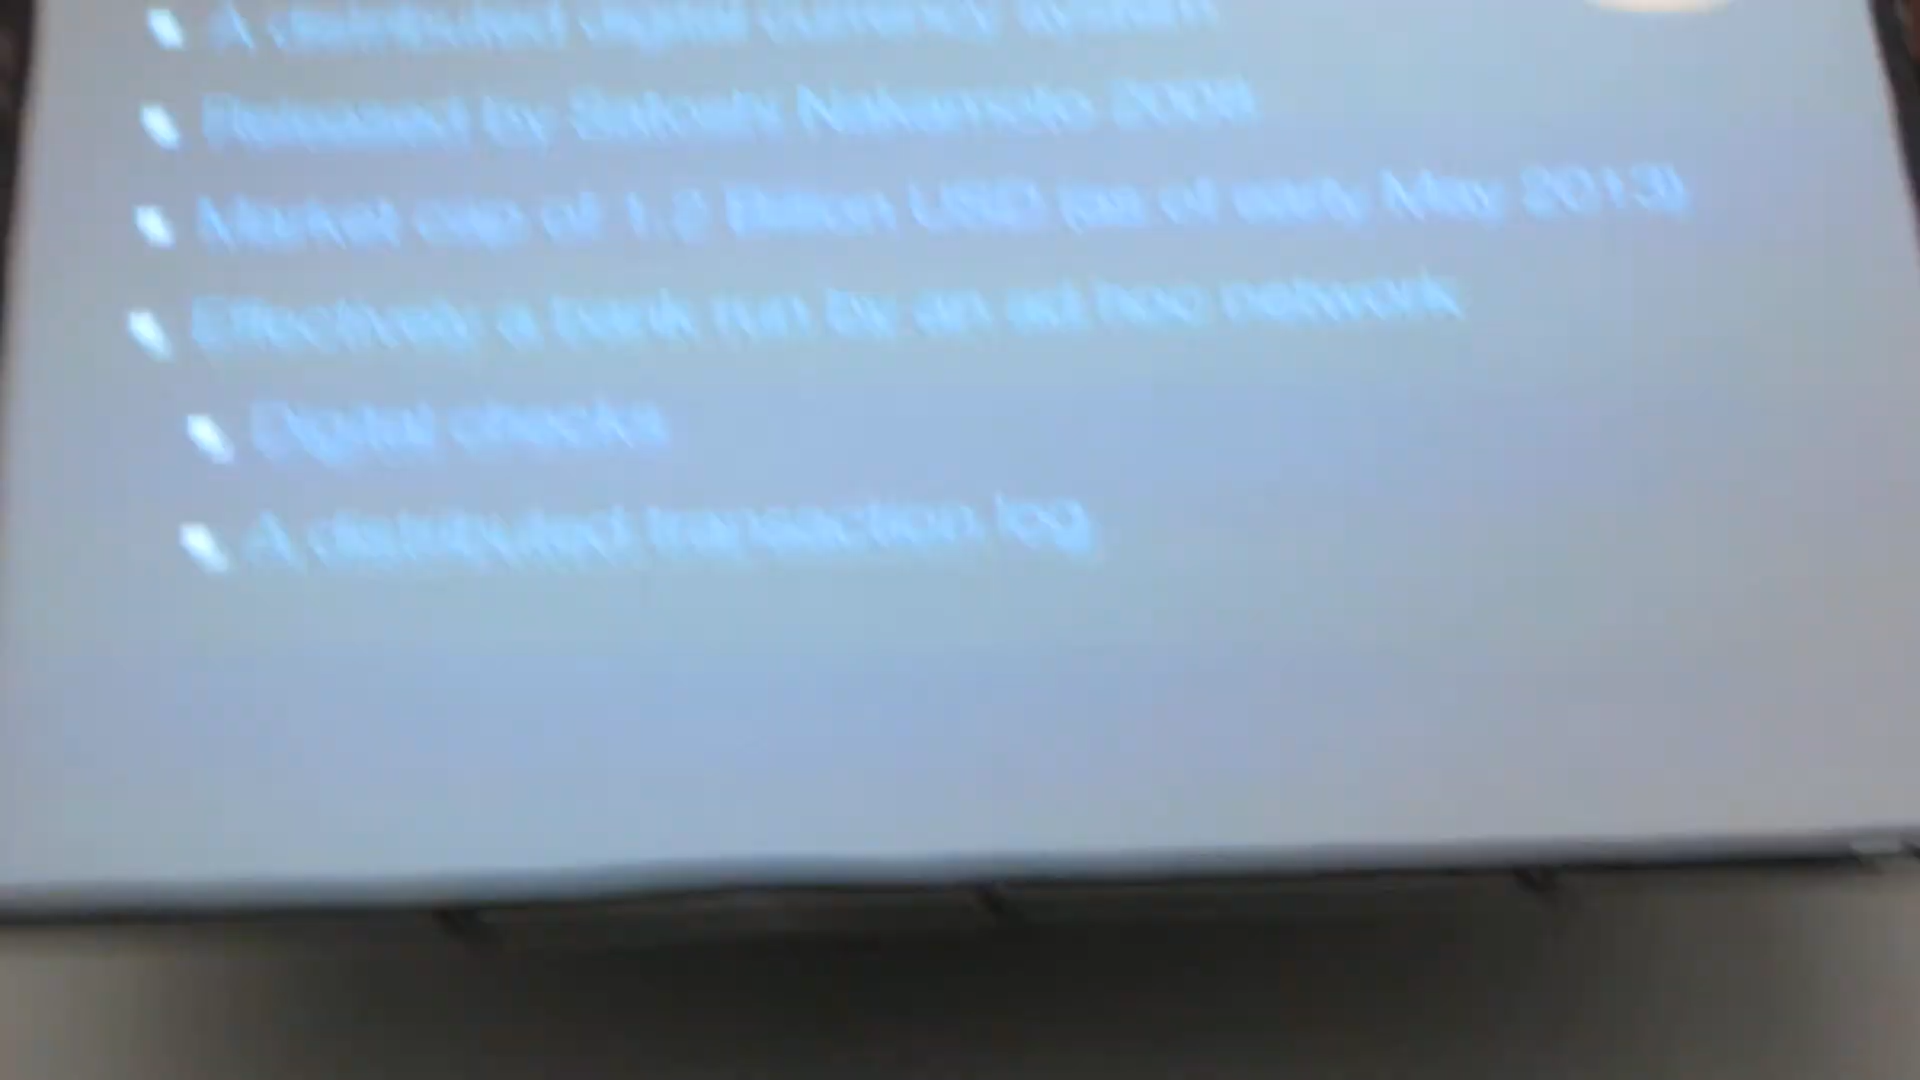 A distributed digital currency system
Released by Satoshi Nakamoto 2008
Market cap of Billion USD (as of early May 2013)
Effectively a bank run by an ad hoc network
Digital checks
A distributed transaction log